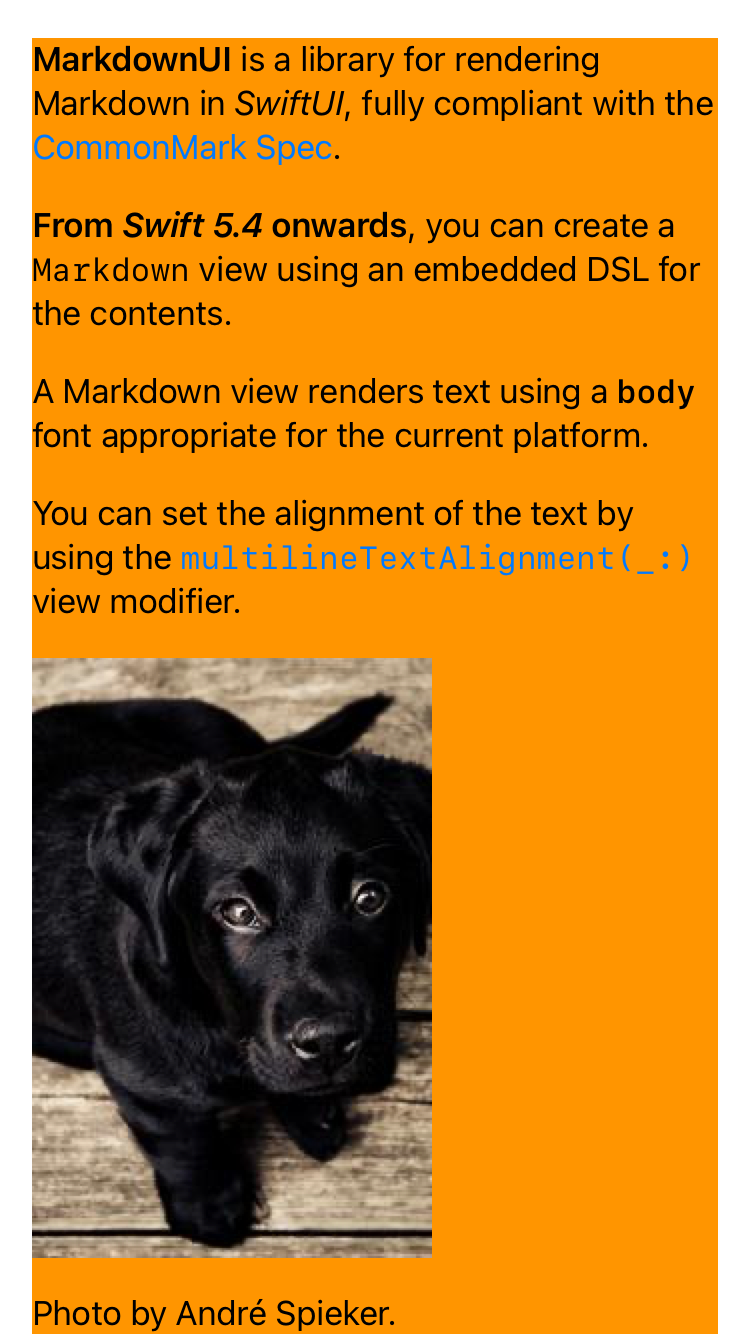 MarkdownUI is a library for rendering
Markdown in SwiftUI, fully compliant with the
CommonMark Spec.
From Swift 5.4 onwards, you can create a
Markdown view using an embedded DSL for
the contents.
A Markdown view renders text using a body
font appropriate for the current platform.
You can set the alignment of the text by
using the multilineTextAlignment(_:)
view modifier.
Photo by André Spieker.